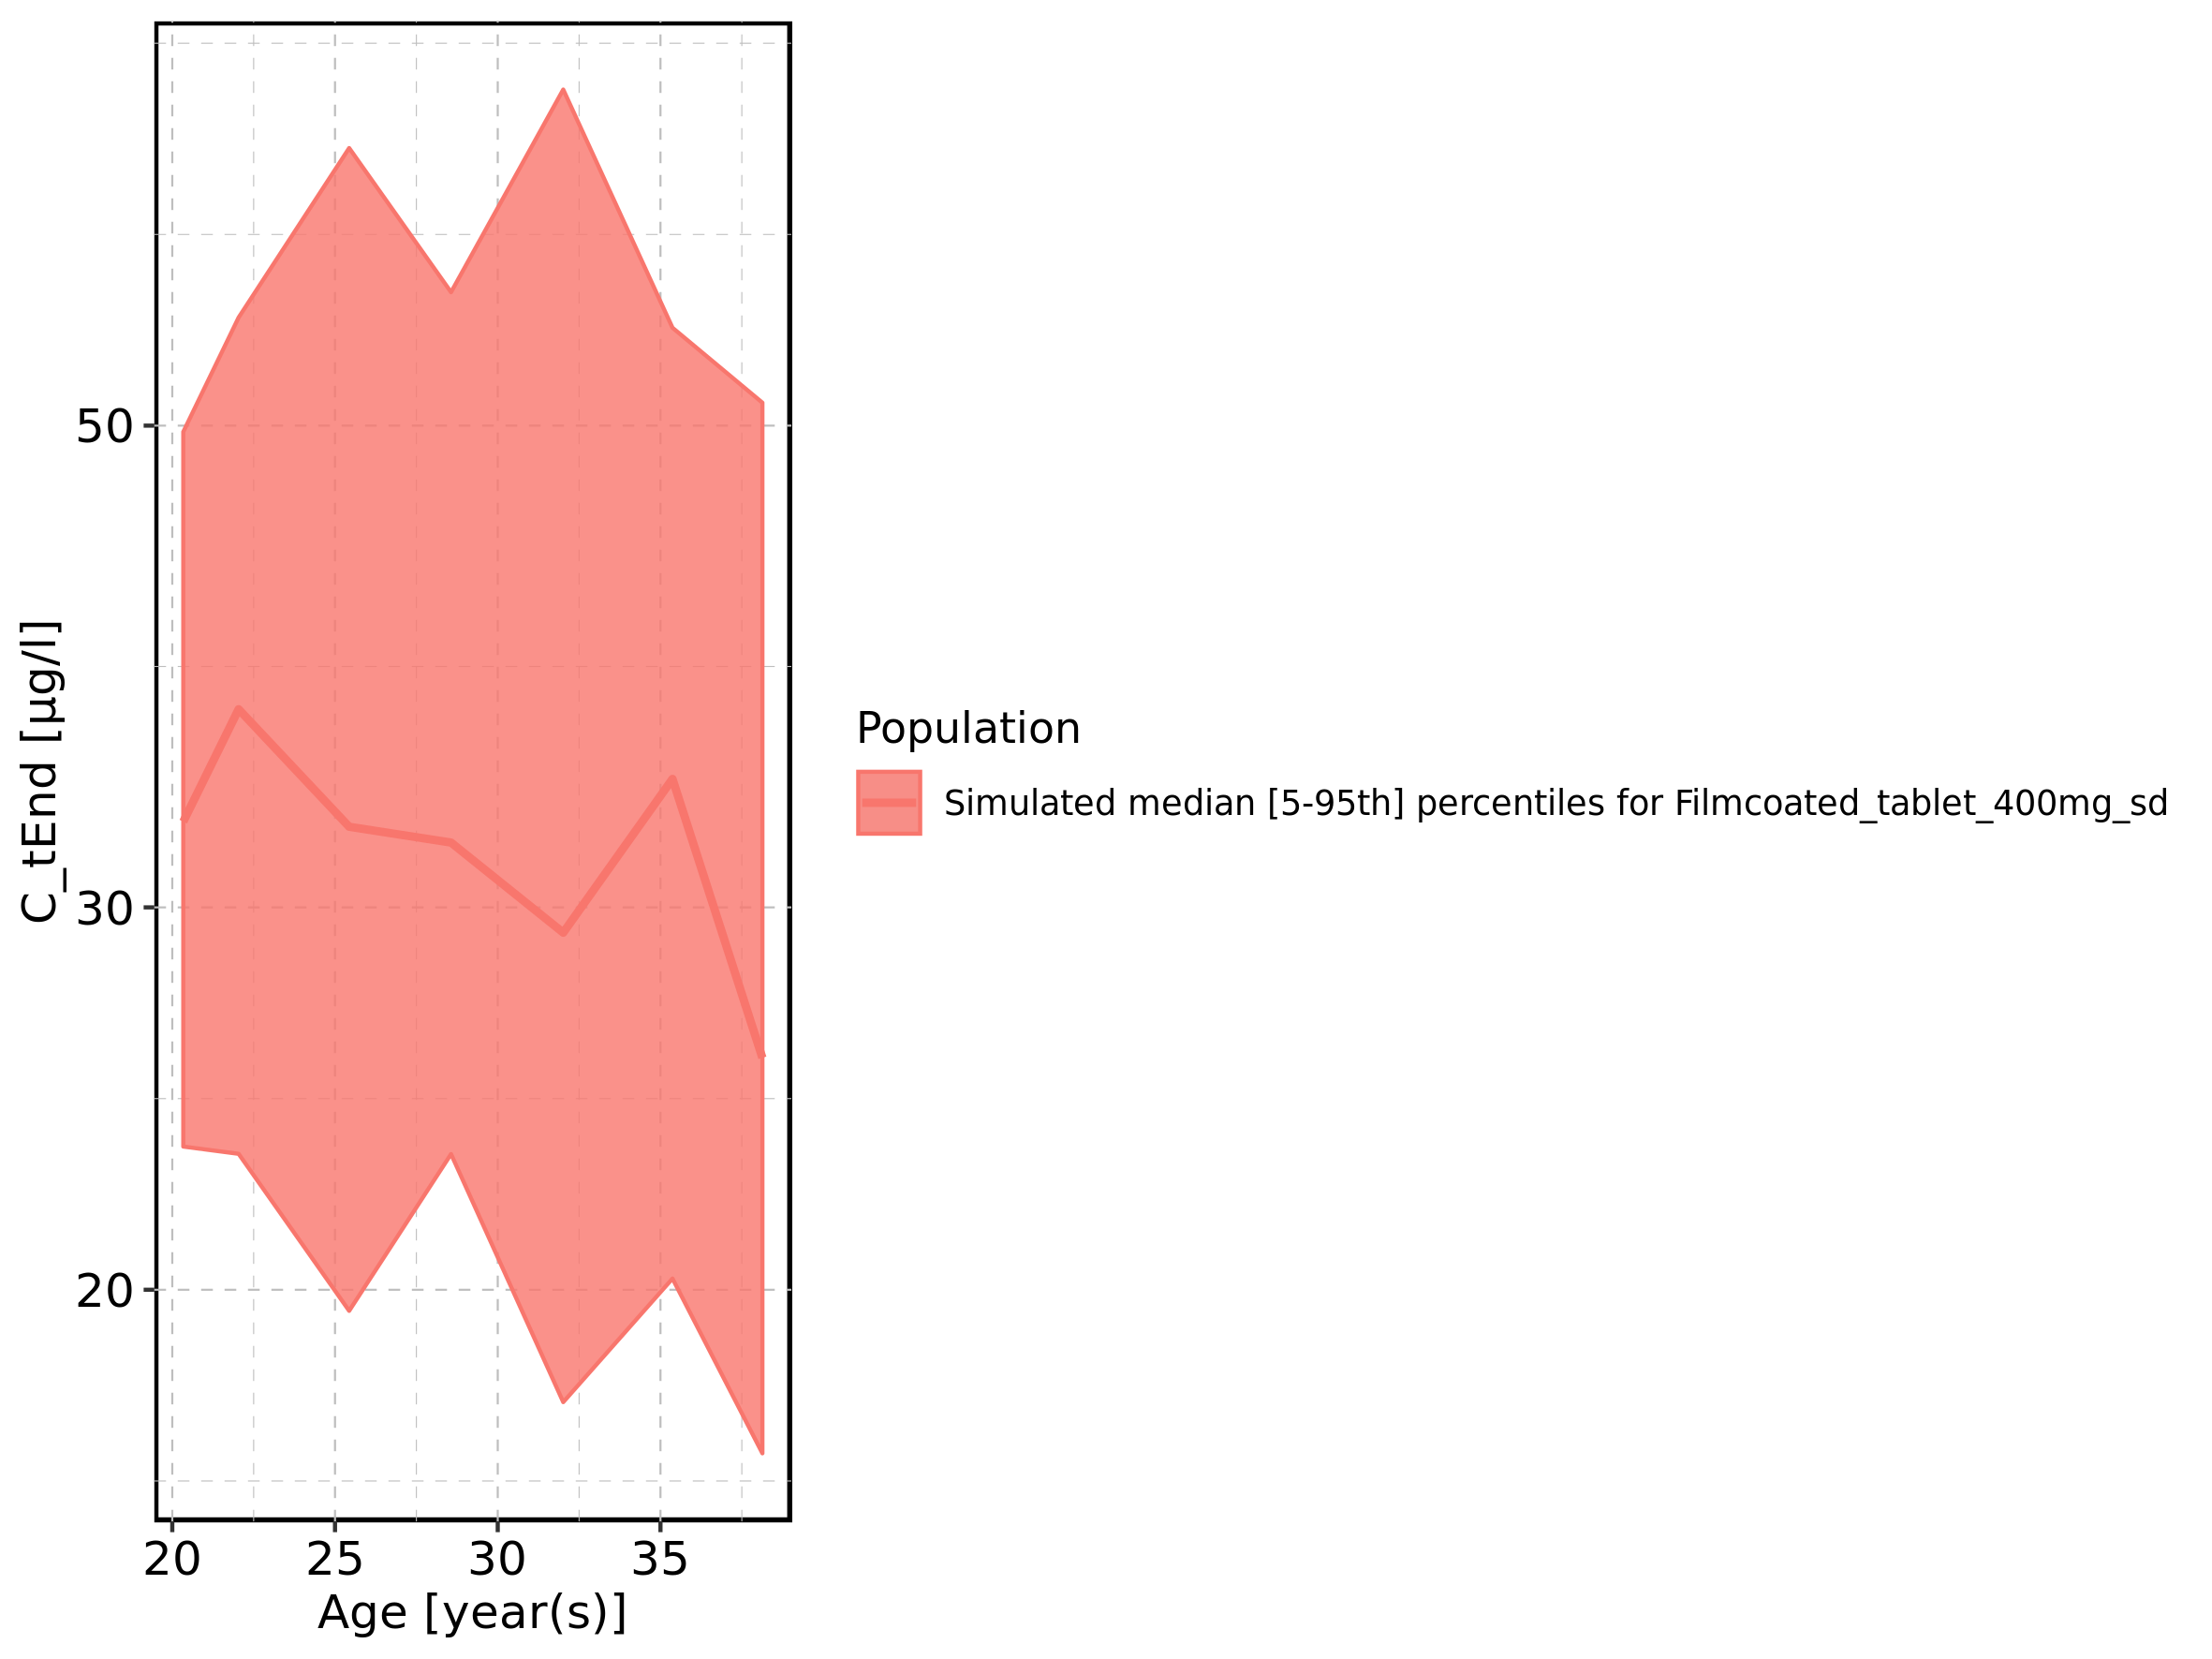 C_tEnd [µg/l]
50
30
20
20 25 30 35
Age [year(s)]
Population
Simulated median [5-95th] percentiles for Filmcoated_tablet_400mg_sd